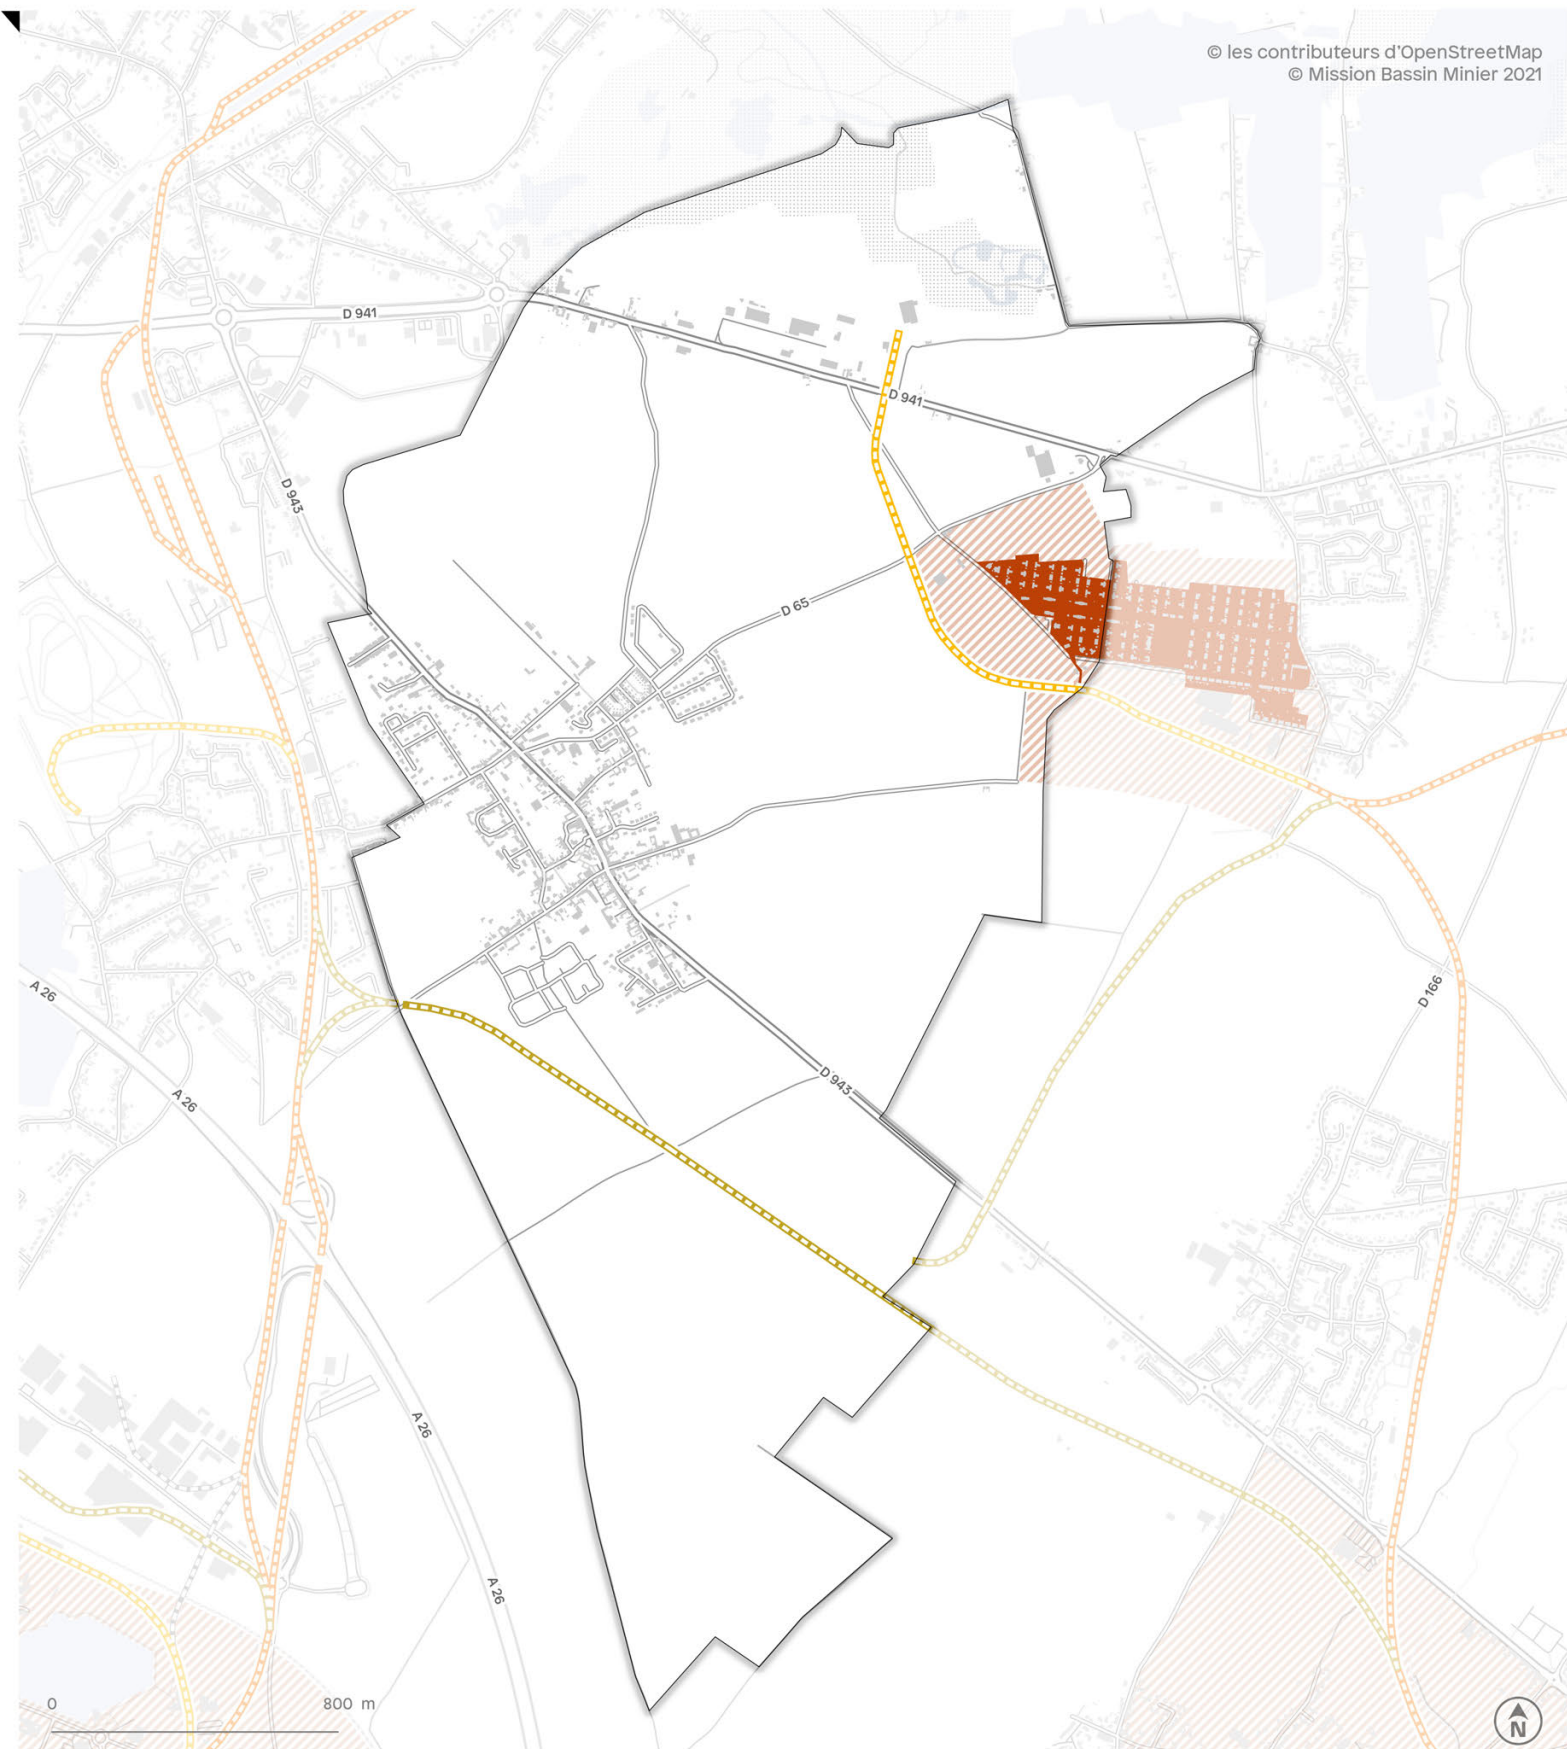 © les contributeurs d'OpenStreetMap
© Mission Bassin Minier 2021
D 941
D 941
D 943
D 65
A 26
D 166
D 943
A 26
A 26
A 26
0 800 m
N